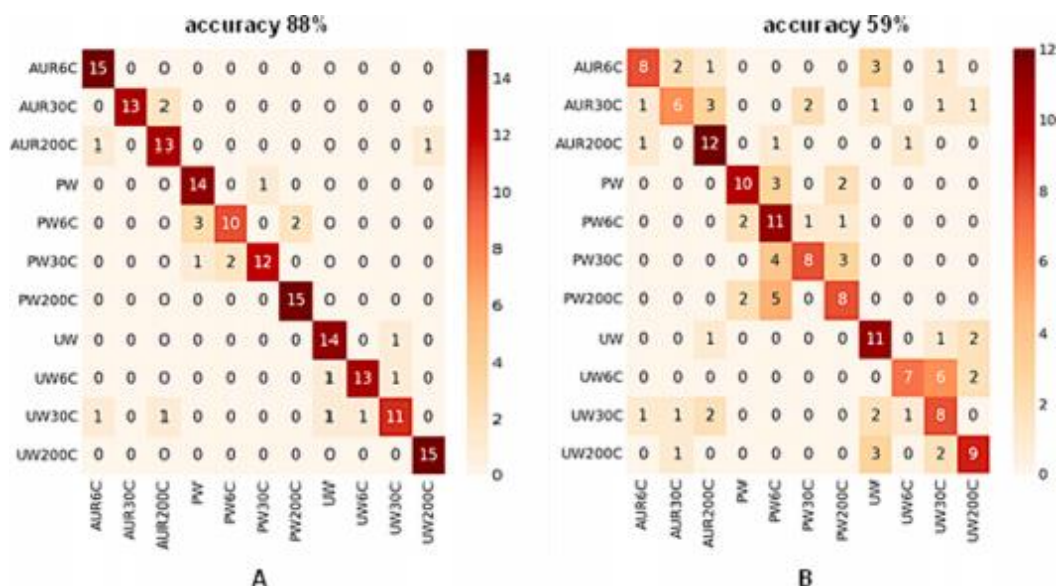 accuracy 88%
AUR6C 15 0 0 0 0 0 0 0 0 0 0
AUR30C 0 13 2 0 0 0 0 0 0 0 0
AUR200C 1 0 13 0 0 0 0 0 0 0 1
PW 0 0 0 14 0 1 0 0 0 0 0
PW6C 0 0 0 3 10 0 2 0 0 0 0
PW30C 0 0 0 1 2 12 0 0 0 0 0
PW200C 0 0 0 0 0 0 15 0 0 0 0
UW 0 0 0 0 0 0 0 14 0 1 0
UW6C 0 0 0 0 0 0 0 1 13 1 0
UW30C 1 0 1 0 0 0 0 1 1 11 0
UW200C 0 0 0 0 0 0 0 0 0 0 15
AUR6C AUR30C AUR200C PW PW6C PW30C PW200C UW UW6C UW30C UW200C
14
12
10
8
6
4
2
0
A
accuracy 59%
AUR6C 8 2 1 0 0 0 0 3 0 1 0
AUR30C 1 6 3 0 0 2 0 1 0 1 1
AUR200C 1 0 12 0 1 0 0 0 1 0 0
PW 0 0 0 10 3 0 2 0 0 0 0
PW6C 0 0 0 2 11 1 1 0 0 0 0
PW30C 0 0 0 0 4 8 3 0 0 0 0
PW200C 0 0 0 2 5 0 8 0 0 0 0
UW 0 0 1 0 0 0 0 11 0 1 2
UW6C 0 0 0 0 0 0 0 0 7 6 2
UW30C 1 1 2 0 0 0 0 2 1 8 0
UW200C 0 1 0 0 0 0 0 3 0 2 9
AUR6C AUR30C AUR200C PW PW6C PW30C PW200C UW UW6C UW30C UW200C
12
10
8
6
4
2
0
B